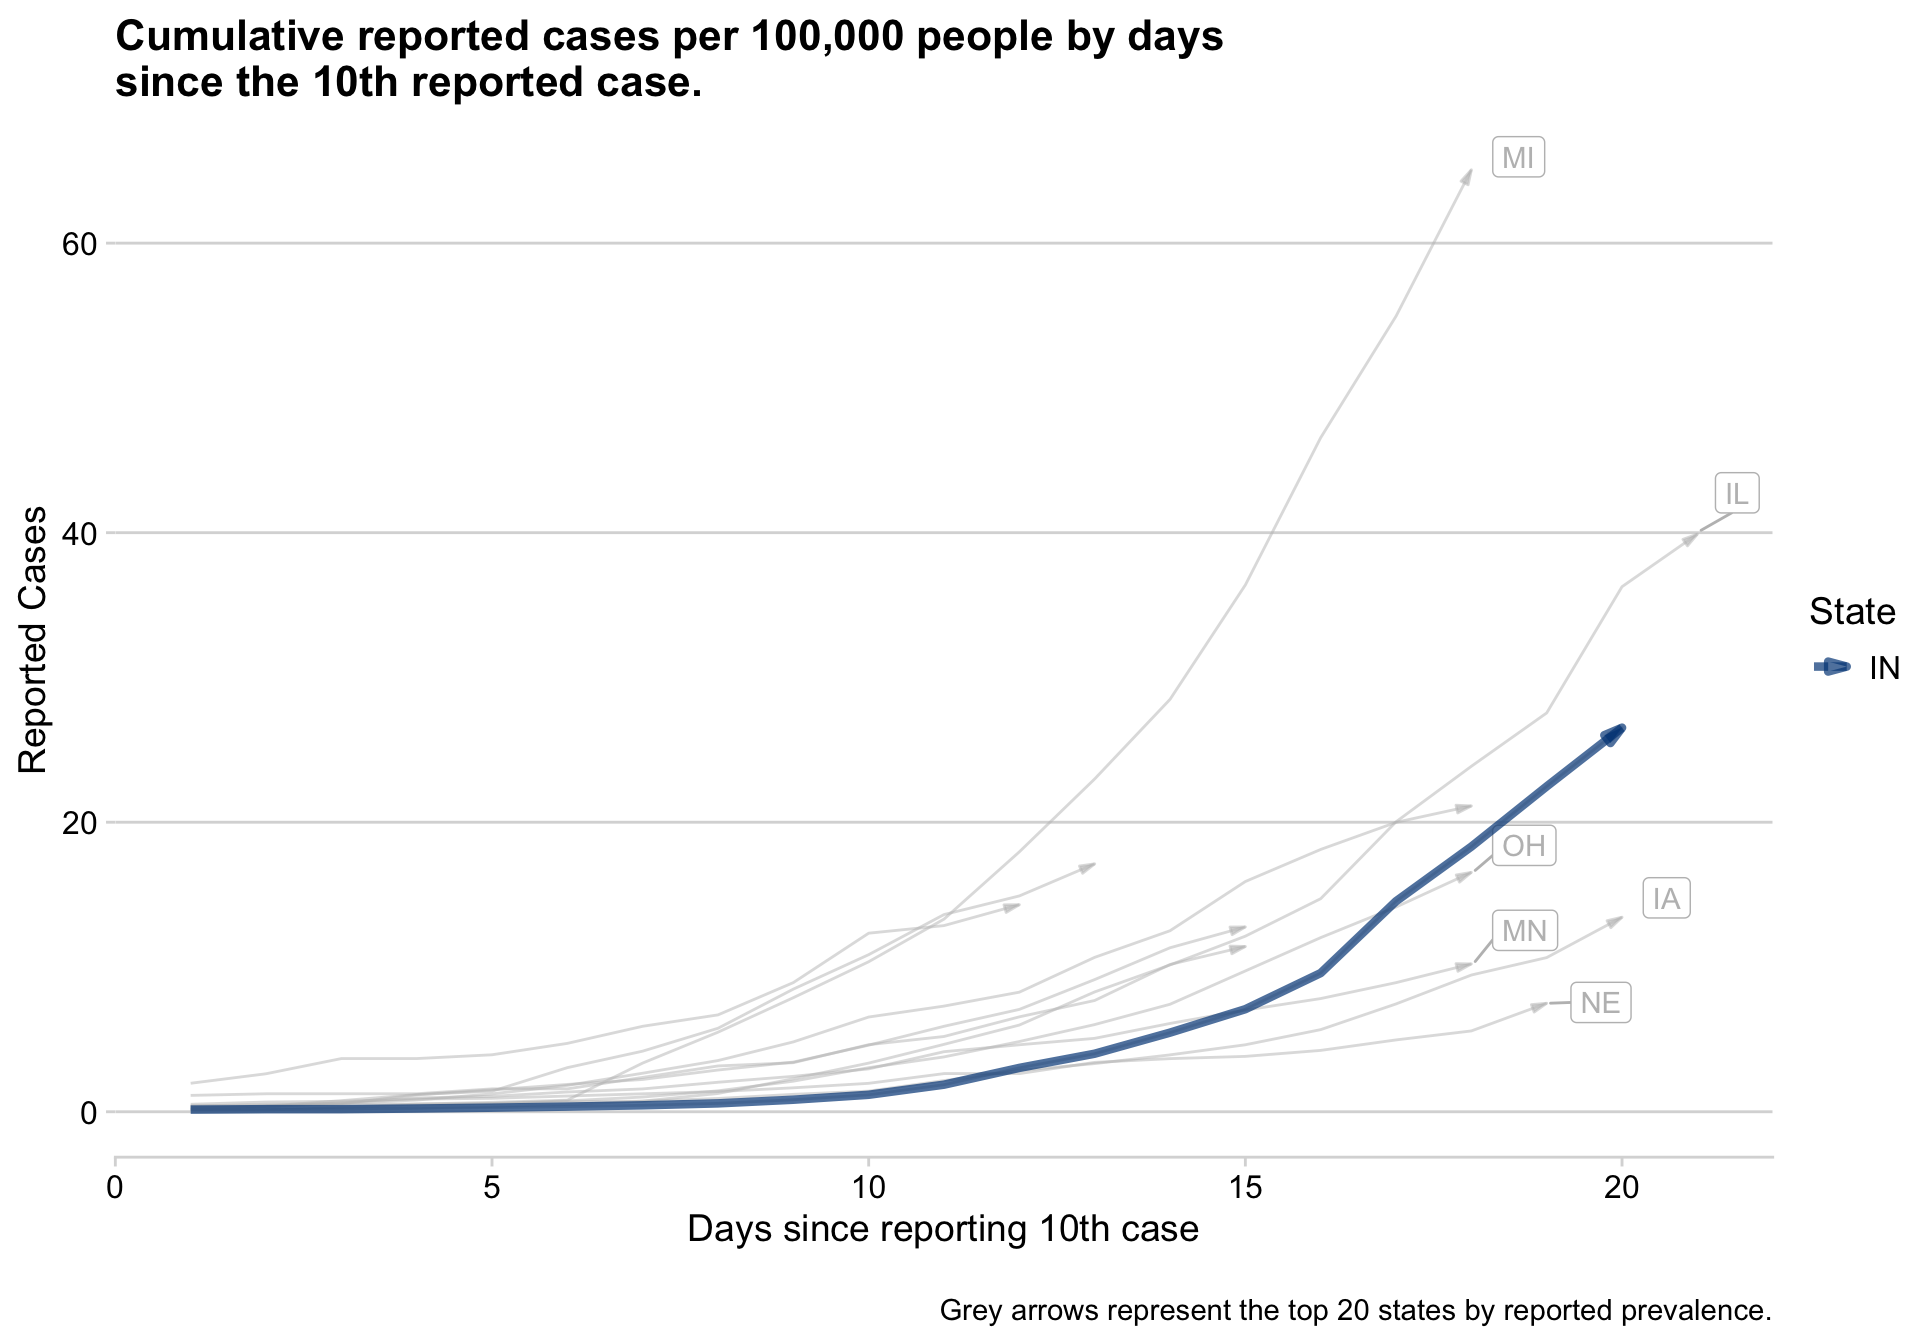 Cumulative reported cases per 100,000 people by days
since the 10th reported case.
MI
60
IL
40
Reported Cases
State
IN
20
OH
IA
MN
NE
0
0 5 10 15 20
Days since reporting 10th case
Grey arrows represent the top 20 states by reported prevalence.